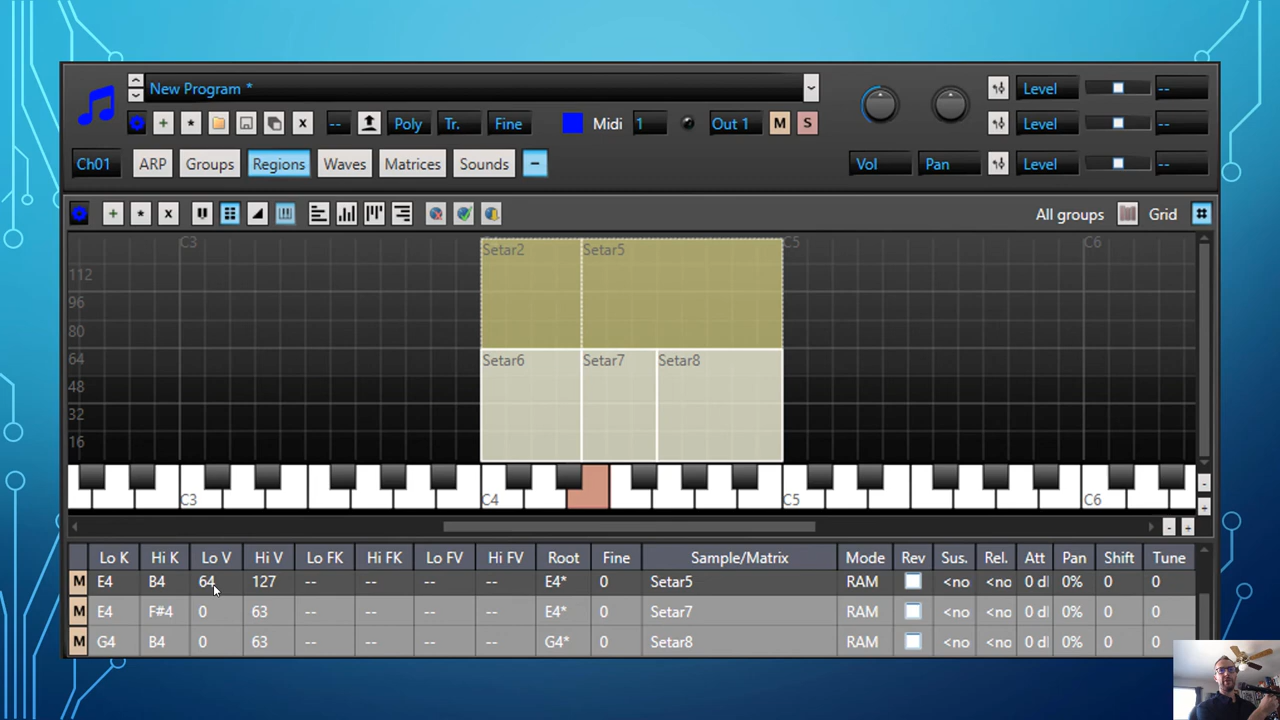 New Program *
-- Poly Tr. Fine Midi 1 Out 1 M S
Ch01 ARP Groups Regions Waves Matrices Sounds −
Vol Pan
Level --
Level --
Level --
All groups Grid #
C3 C5 C6
Setar2 Setar5
112
96
80
64
48
32
16
Setar6 Setar7 Setar8
C3 C4 C5 C6
Lo K Hi K Lo V Hi V Lo FK Hi FK Lo FV Hi FV Root Fine Sample/Matrix Mode Rev Sus. Rel. Att Pan Shift Tune
M E4 B4 64 127 -- -- -- -- E4* 0 Setar5 RAM <no <no 0 dl 0% 0 0
M E4 F#4 0 63 -- -- -- -- E4* 0 Setar7 RAM <no <no 0 dl 0% 0 0
M G4 B4 0 63 -- -- -- -- G4* 0 Setar8 RAM <no <no 0 dl 0% 0 0